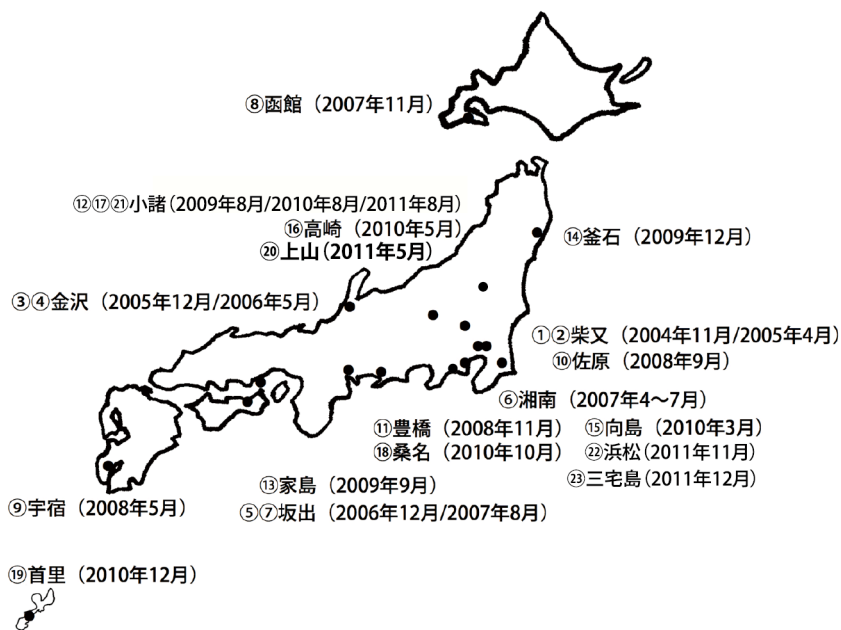 ⑧函館（2007年11月）
⑫⑰㉑小諸（2009年8月/2010年8月/2011年8月）
⑯高崎（2010年5月）
⑳上山（2011年5月）
⑭釜石（2009年12月）
③④金沢（2005年12月/2006年5月）
①②柴又（2004年11月/2005年4月）
⑩佐原（2008年9月）
⑥湘南（2007年4～7月）
⑪豊橋（2008年11月）
⑮向島（2010年3月）
⑱桑名（2010年10月）
㉒浜松（2011年11月）
㉓三宅島（2011年12月）
⑬家島（2009年9月）
⑤⑦坂出（2006年12月/2007年8月）
⑨宇宿（2008年5月）
⑲首里（2010年12月）